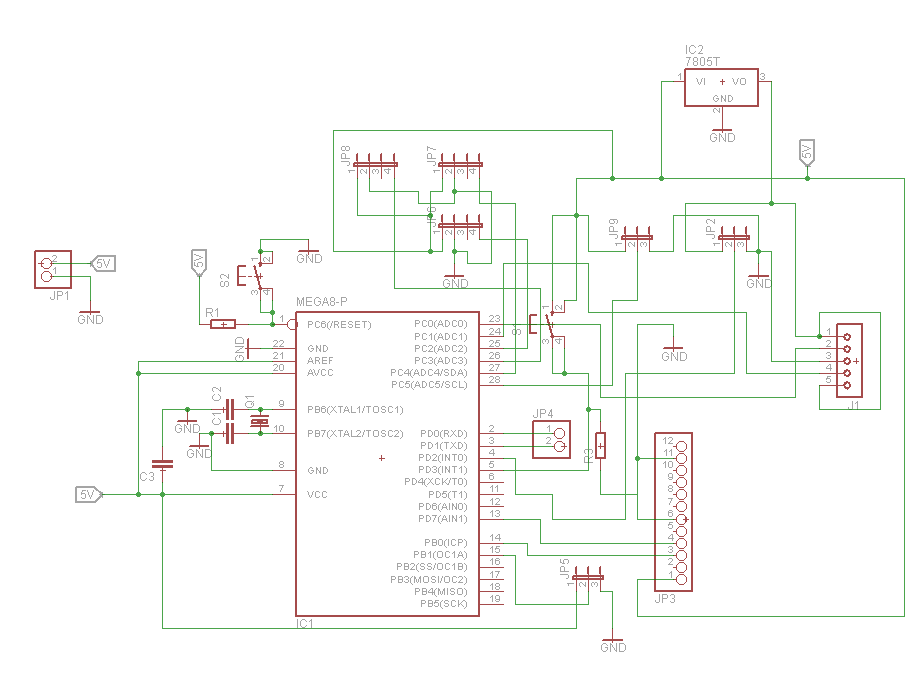 IC2
7805T
1 VI VO 3
GND
2
GND
5V
JP8
1 2 3 4
JP7
1 2 3 4
JP6
1 2 3 4
GND
JP9
1 2 3
JP2
1 2 3
GND
5V
S2
1 2
3 4
GND
5V
2
1
JP1
GND
R1
MEGA8-P
1 PC6(/RESET)
GND
22 GND
21 AREF
20 AVCC
9 PB6(XTAL1/TOSC1)
10 PB7(XTAL2/TOSC2)
8 GND
7 VCC
PC0(ADC0) 23
PC1(ADC1) 24
PC2(ADC2) 25
PC3(ADC3) 26
PC4(ADC4/SDA) 27
PC5(ADC5/SCL) 28
PD0(RXD) 2
PD1(TXD) 3
PD2(INT0) 4
PD3(INT1) 5
PD4(XCK/T0) 6
PD5(T1) 11
PD6(AIN0) 12
PD7(AIN1) 13
PB0(ICP) 14
PB1(OC1A) 15
PB2(SS/OC1B) 16
PB3(MOSI/OC2) 17
PB4(MISO) 18
PB5(SCK) 19
IC1
C2
C1
Q1
GND
GND
C3
5V
1 2
3 4
GND
1
2
3
4
5
J1
JP4
1
2
R3
12
11
10
9
8
7
6
5
4
3
2
1
JP3
JP5
1 2 3
GND